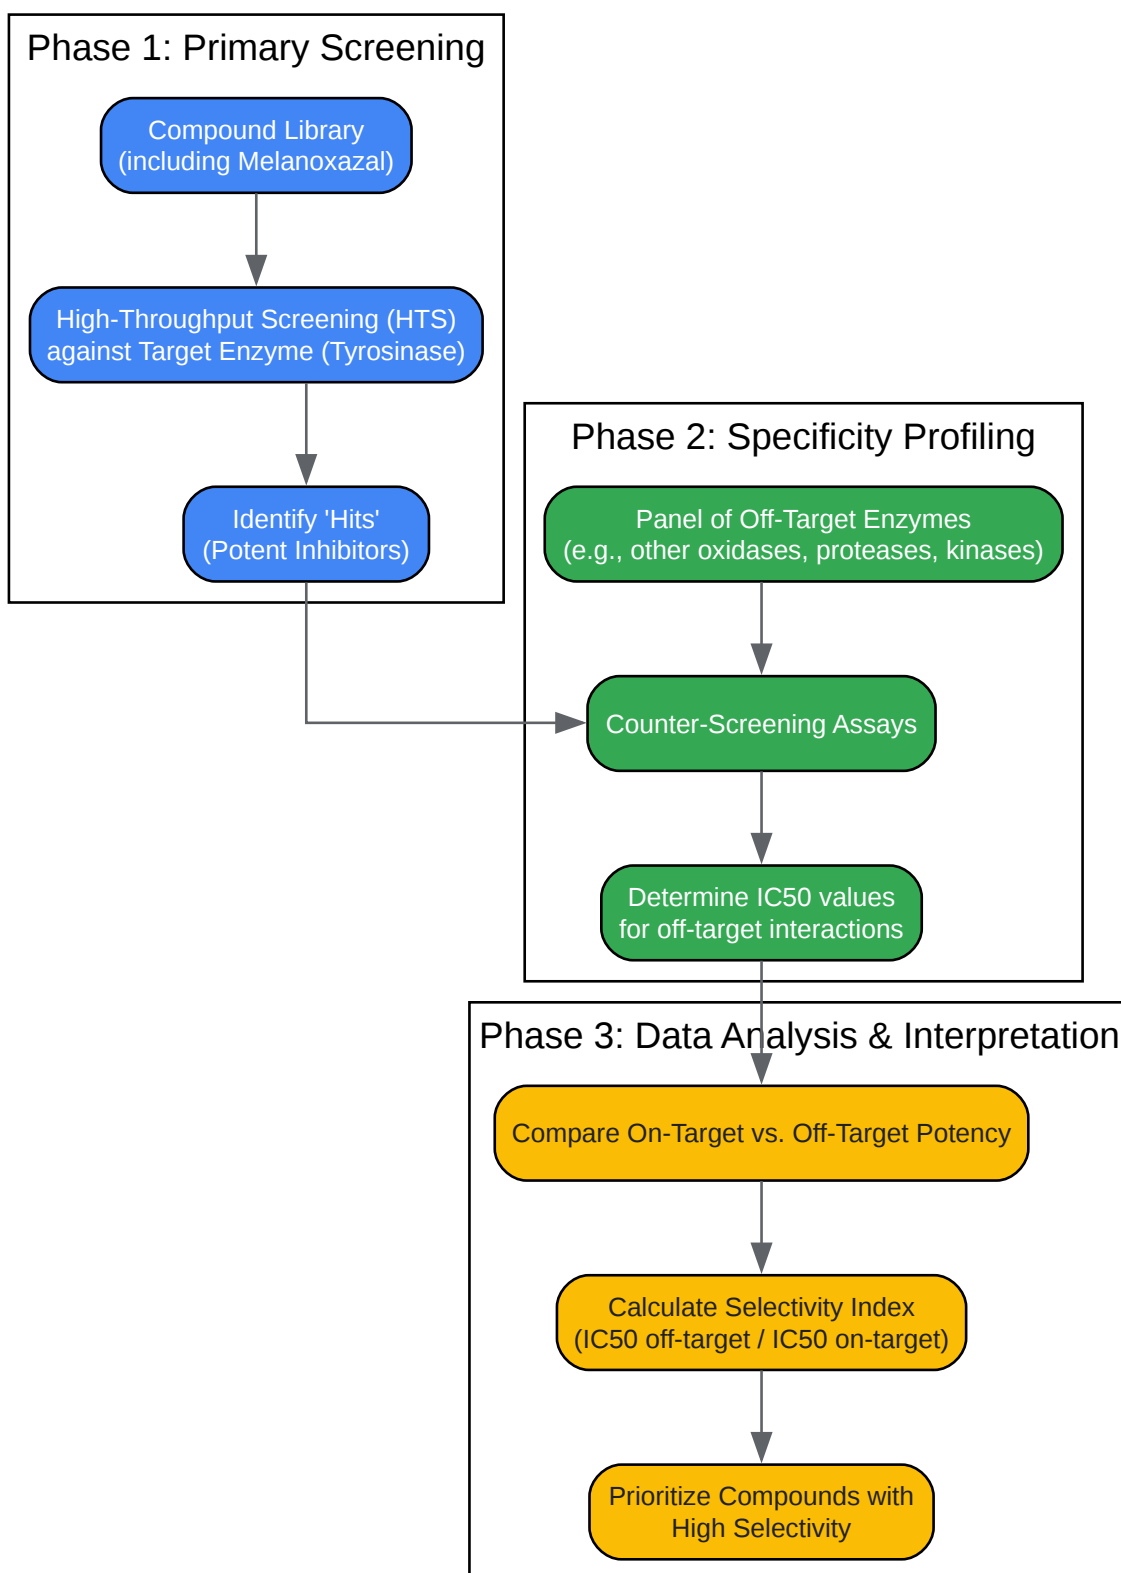 Phase 1: Primary Screening
Compound Library
(including Melanoxazal)
High-Throughput Screening (HTS)
against Target Enzyme (Tyrosinase)
Identify 'Hits'
(Potent Inhibitors)
Phase 2: Specificity Profiling
Panel of Off-Target Enzymes
(e.g., other oxidases, proteases, kinases)
Counter-Screening Assays
Determine IC50 values
for off-target interactions
Phase 3: Data Analysis & Interpretation
Compare On-Target vs. Off-Target Potency
Calculate Selectivity Index
(IC50 off-target / IC50 on-target)
Prioritize Compounds with
High Selectivity